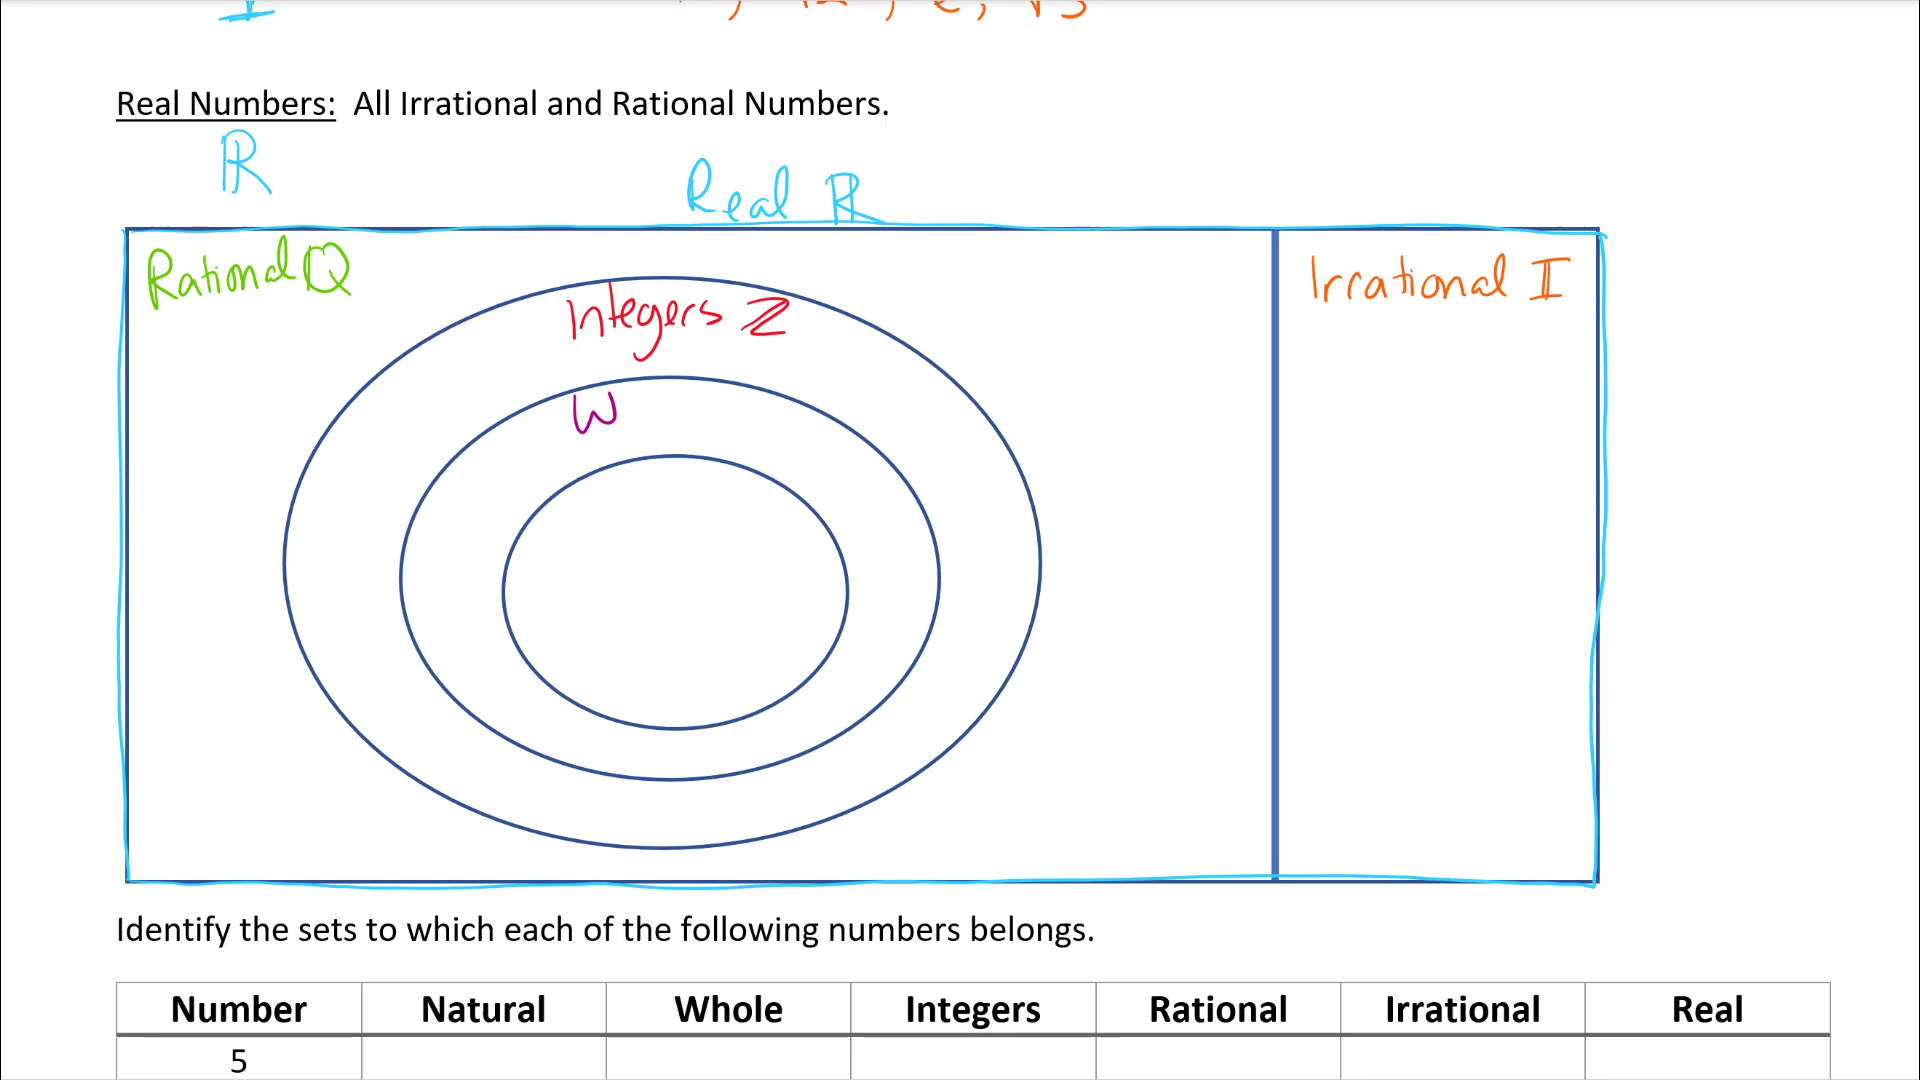 Real Numbers: All Irrational and Rational Numbers.
ℝ
Real ℝ
Rational ℚ
Integers ℤ
Irrational 𝕀
W
Identify the sets to which each of the following numbers belongs.
Number Natural Whole Integers Rational Irrational Real
5